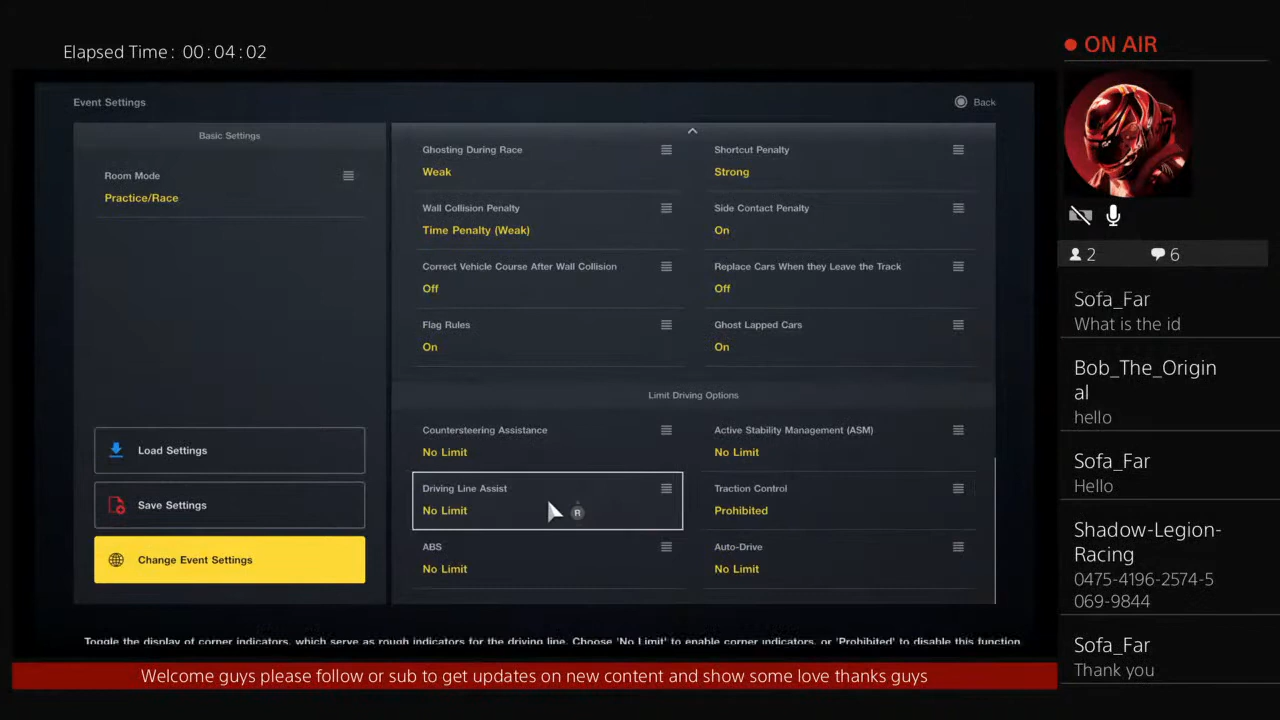 Elapsed Time: 00:04:02
Event Settings
Back
Basic Settings
Room Mode
Practice/Race
Load Settings
Save Settings
Change Event Settings
Ghosting During Race
Weak
Shortcut Penalty
Strong
Wall Collision Penalty
Time Penalty (Weak)
Side Contact Penalty
On
Correct Vehicle Course After Wall Collision
Off
Replace Cars When they Leave the Track
Off
Flag Rules
On
Ghost Lapped Cars
On
Limit Driving Options
Countersteering Assistance
No Limit
Active Stability Management (ASM)
No Limit
Driving Line Assist
No Limit
R
Traction Control
Prohibited
ABS
No Limit
Auto-Drive
No Limit
Toggle the display of corner indicators, which serve as rough indicators for the driving line. Choose 'No Limit' to enable corner indicators, or 'Prohibited' to disable this function
Welcome guys please follow or sub to get updates on new content and show some love thanks guys
ON AIR
2 6
Sofa_Far
What is the id
Bob_The_Origin
al
hello
Sofa_Far
Hello
Shadow-Legion-
Racing
0475-4196-2574-5
069-9844
Sofa_Far
Thank you